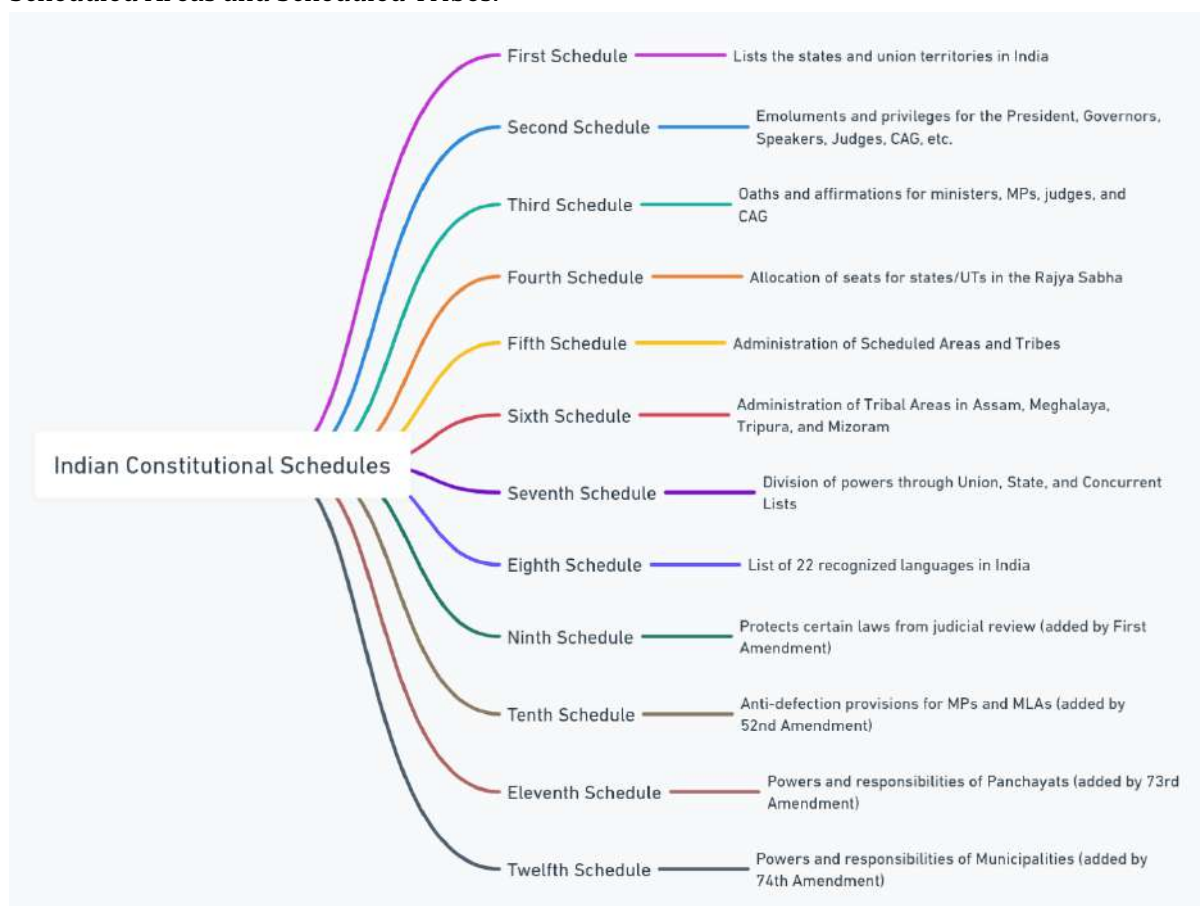 Scheduled Areas and Scheduled Tribes.
First Schedule
Lists the states and union territories in India
Second Schedule
Emoluments and privileges for the President, Governors,
Speakers, Judges, CAG, etc.
Third Schedule
Oaths and affirmations for ministers, MPs, judges, and
CAG
Fourth Schedule
Allocation of seats for states/UTs in the Rajya Sabha
Fifth Schedule
Administration of Scheduled Areas and Tribes
Sixth Schedule
Administration of Tribal Areas in Assam, Meghalaya,
Tripura, and Mizoram
Indian Constitutional Schedules
Seventh Schedule
Division of powers through Union, State, and Concurrent
Lists
Eighth Schedule
List of 22 recognized languages in India
Ninth Schedule
Protects certain laws from judicial review (added by First
Amendment)
Tenth Schedule
Anti-defection provisions for MPs and MLAs (added by
52nd Amendment)
Eleventh Schedule
Powers and responsibilities of Panchayats (added by 73rd
Amendment)
Twelfth Schedule
Powers and responsibilities of Municipalities (added by
74th Amendment)